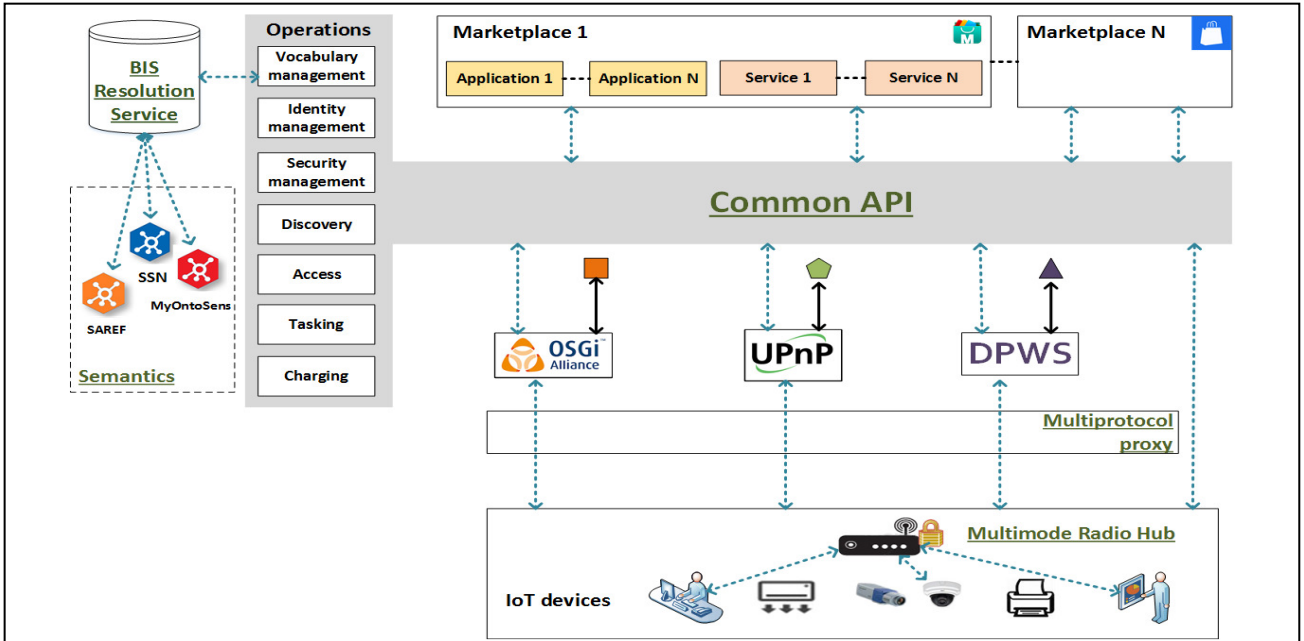 BIS
Resolution
Service
SSN
MyOntoSens
SAREF
Semantics
Operations
Vocabulary
management
Identity
management
Security
management
Discovery
Access
Tasking
Charging
Marketplace 1
M
Application 1
Application N
Service 1
Service N
Marketplace N
Common API
OSGi™
Alliance
UPnP
DPWS
Multiprotocol
proxy
Multimode Radio Hub
IoT devices